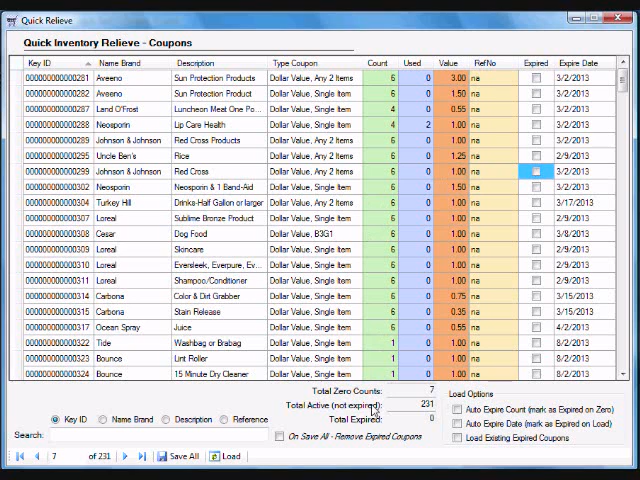 Quick Relieve
Quick Inventory Relieve - Coupons
Key ID Name Brand Description Type Coupon Count Used Value RefNo Expired Expire Date
000000000000281 Aveeno Sun Protection Products Dollar Value, Any 2 Items 6 0 3.00 na 3/2/2013
000000000000282 Aveeno Sun Protection Products Dollar Value, Single Item 6 0 1.50 na 3/2/2013
000000000000287 Land O'Frost Luncheon Meat One Po... Dollar Value, Single Item 4 0 0.55 na 3/2/2013
000000000000288 Neosporin Lip Care Health Dollar Value, Single Item 4 2 1.00 na 3/2/2013
000000000000289 Johnson & Johnson Red Cross Products Dollar Value, Single Item 6 0 1.00 na 3/2/2013
000000000000295 Uncle Ben's Rice Dollar Value, Any 2 Items 6 0 1.25 na 2/9/2013
000000000000299 Johnson & Johnson Red Cross Dollar Value, Any 2 Items 6 0 1.00 na 3/2/2013
000000000000302 Neosporin Neosporin & 1 Band-Aid Dollar Value, Single Item 6 0 1.50 na 3/2/2013
000000000000304 Turkey Hill Drinks-Half Gallon or larger Dollar Value, Any 2 Items 6 0 1.00 na 3/17/2013
000000000000307 Loreal Sublime Bronze Product Dollar Value, Single Item 6 0 1.00 na 2/9/2013
000000000000308 Cesar Dog Food Dollar Value, B3G1 6 0 1.00 na 3/8/2013
000000000000309 Loreal Skincare Dollar Value, Single Item 6 0 1.00 na 2/9/2013
000000000000310 Loreal Eversleek, Everpure, Ev... Dollar Value, Single Item 6 0 1.00 na 2/9/2013
000000000000311 Loreal Shampoo/Conditioner Dollar Value, Single Item 6 0 1.00 na 2/9/2013
000000000000314 Carbona Color & Dirt Grabber Dollar Value, Single Item 6 0 0.75 na 3/15/2013
000000000000315 Carbona Stain Release Dollar Value, Single Item 6 0 0.35 na 3/15/2013
000000000000317 Ocean Spray Juice Dollar Value, Single Item 6 0 0.55 na 4/2/2013
000000000000322 Tide Washbag or Brabag Dollar Value, Single Item 1 0 1.00 na 8/2/2013
000000000000323 Bounce Lint Roller Dollar Value, Single Item 1 0 1.00 na 8/2/2013
000000000000324 Bounce 15 Minute Dry Cleaner Dollar Value, Single Item 1 0 1.00 na 8/2/2013
Total Zero Counts: 7
Total Active (not expired): 231
Total Expired: 0
Load Options
Auto Expire Count (mark as Expired on Zero)
Auto Expire Date (mark as Expired on Load)
Load Existing Expired Coupons
Key ID Name Brand Description Reference
Search: On Save All - Remove Expired Coupons
7 of 231 Save All Load